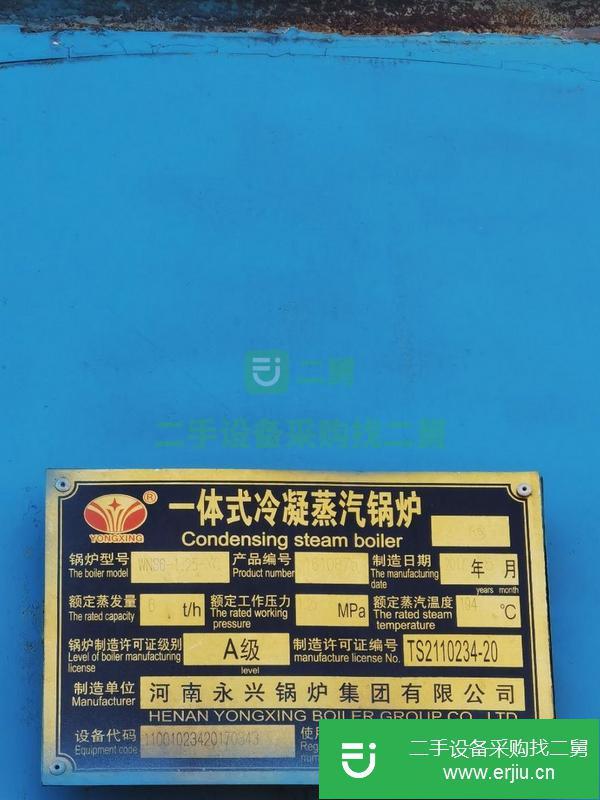 二舅
二手设备采购找二舅
YONGXING ®
一体式冷凝蒸汽锅炉
Condensing steam boiler
锅炉型号 The boiler model 产品编号 Product number 制造日期 The manufacturing date 年 月 years month
额定蒸发量 The rated capacity 6 t/h 额定工作压力 The rated working pressure MPa 额定蒸汽温度 The rated steam temperature 194 ℃
锅炉制造许可证级别 Level of boiler manufacturing license A级 level 制造许可证编号 manufacture license No. TS2110234-20
制造单位 Manufacturer 河南永兴锅炉集团有限公司
HENAN YONGXING BOILER GROUP CO., LTD
设备代码 Equipment code 11001023420170343
二手设备采购找二舅
www.erjiu.cn